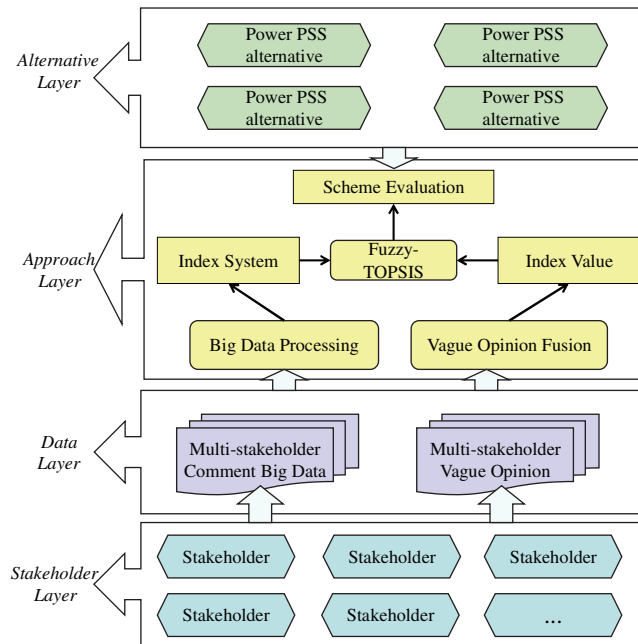 Alternative
Layer
Power PSS
alternative
Power PSS
alternative
Power PSS
alternative
Power PSS
alternative
Approach
Layer
Scheme Evaluation
Index System
Fuzzy-
TOPSIS
Index Value
Big Data Processing
Vague Opinion Fusion
Data
Layer
Multi-stakeholder
Comment Big Data
Multi-stakeholder
Vague Opinion
Stakeholder
Layer
Stakeholder
Stakeholder
Stakeholder
Stakeholder
Stakeholder
...